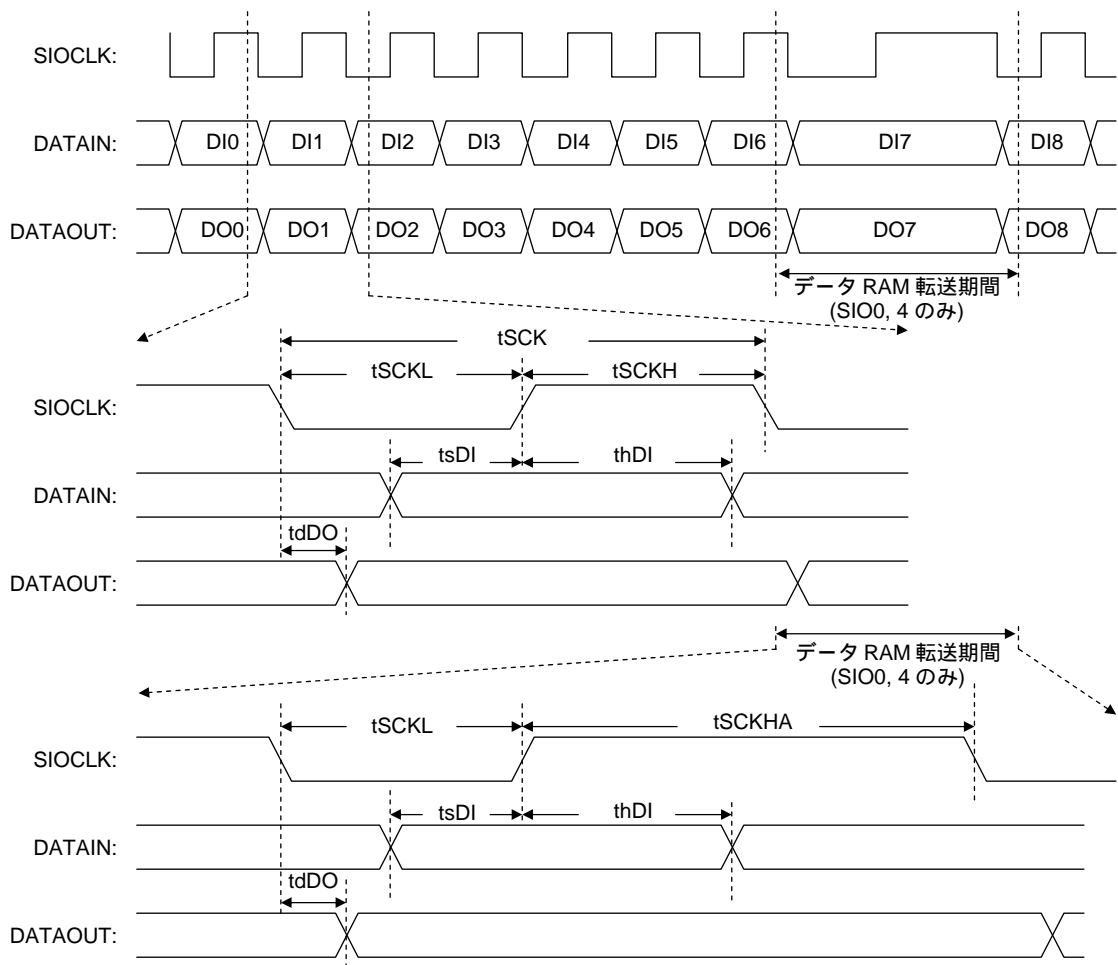 SIOCLK:
DATAIN: DI0 DI1 DI2 DI3 DI4 DI5 DI6 DI7 DI8
DATAOUT: DO0 DO1 DO2 DO3 DO4 DO5 DO6 DO7 DO8
データ RAM 転送期間
(SIO0, 4 のみ)
tSCK
tSCKL tSCKH
SIOCLK:
tsDI thDI
DATAIN:
tdDO
DATAOUT:
データ RAM 転送期間
(SIO0, 4 のみ)
tSCKL tSCKHA
SIOCLK:
tsDI thDI
DATAIN:
tdDO
DATAOUT: